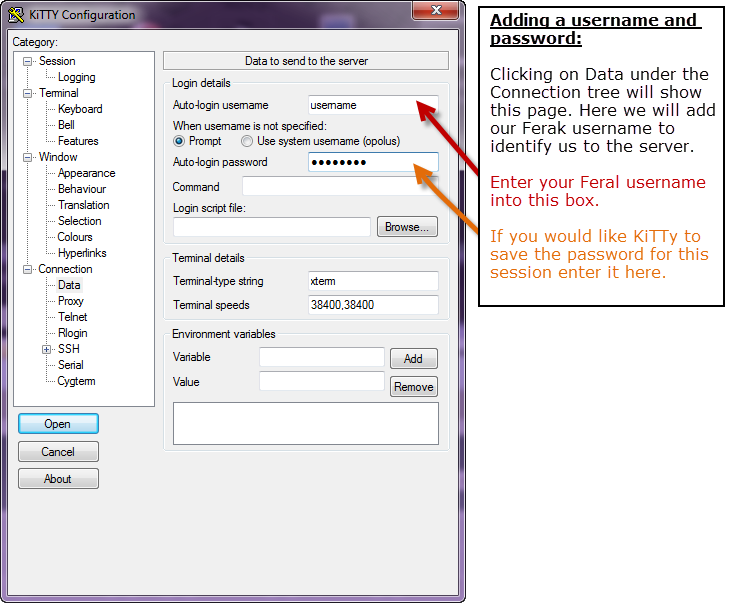 KiTTY Configuration
Category:
Session
Logging
Terminal
Keyboard
Bell
Features
Window
Appearance
Behaviour
Translation
Selection
Colours
Hyperlinks
Connection
Data
Proxy
Telnet
Rlogin
SSH
Serial
Cygterm
Open
Cancel
About
Data to send to the server
Login details
Auto-login username username
When username is not specified:
Prompt Use system username (opolus)
Auto-login password ●●●●●●●●
Command
Login script file:
Browse...
Terminal details
Terminal-type string xterm
Terminal speeds 38400,38400
Environment variables
Variable Add
Value Remove
Adding a username and
password:
Clicking on Data under the
Connection tree will show
this page. Here we will add
our Ferak username to
identify us to the server.
Enter your Feral username
into this box.
If you would like KiTTy to
save the password for this
session enter it here.